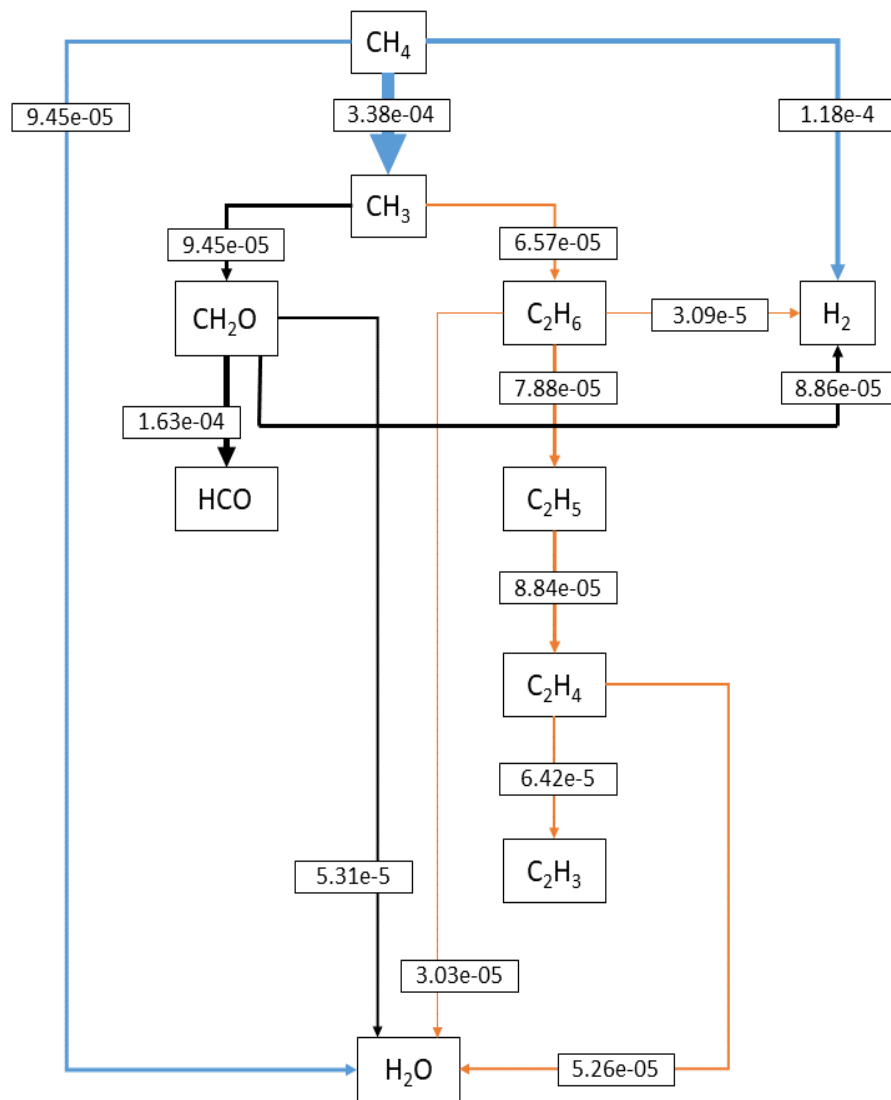 CH₄
9.45e-05
3.38e-04
1.18e-4
CH₃
9.45e-05
6.57e-05
CH₂O
C₂H₆
3.09e-5
H₂
7.88e-05
8.86e-05
1.63e-04
HCO
C₂H₅
8.84e-05
C₂H₄
6.42e-5
C₂H₃
5.31e-5
3.03e-05
H₂O
5.26e-05